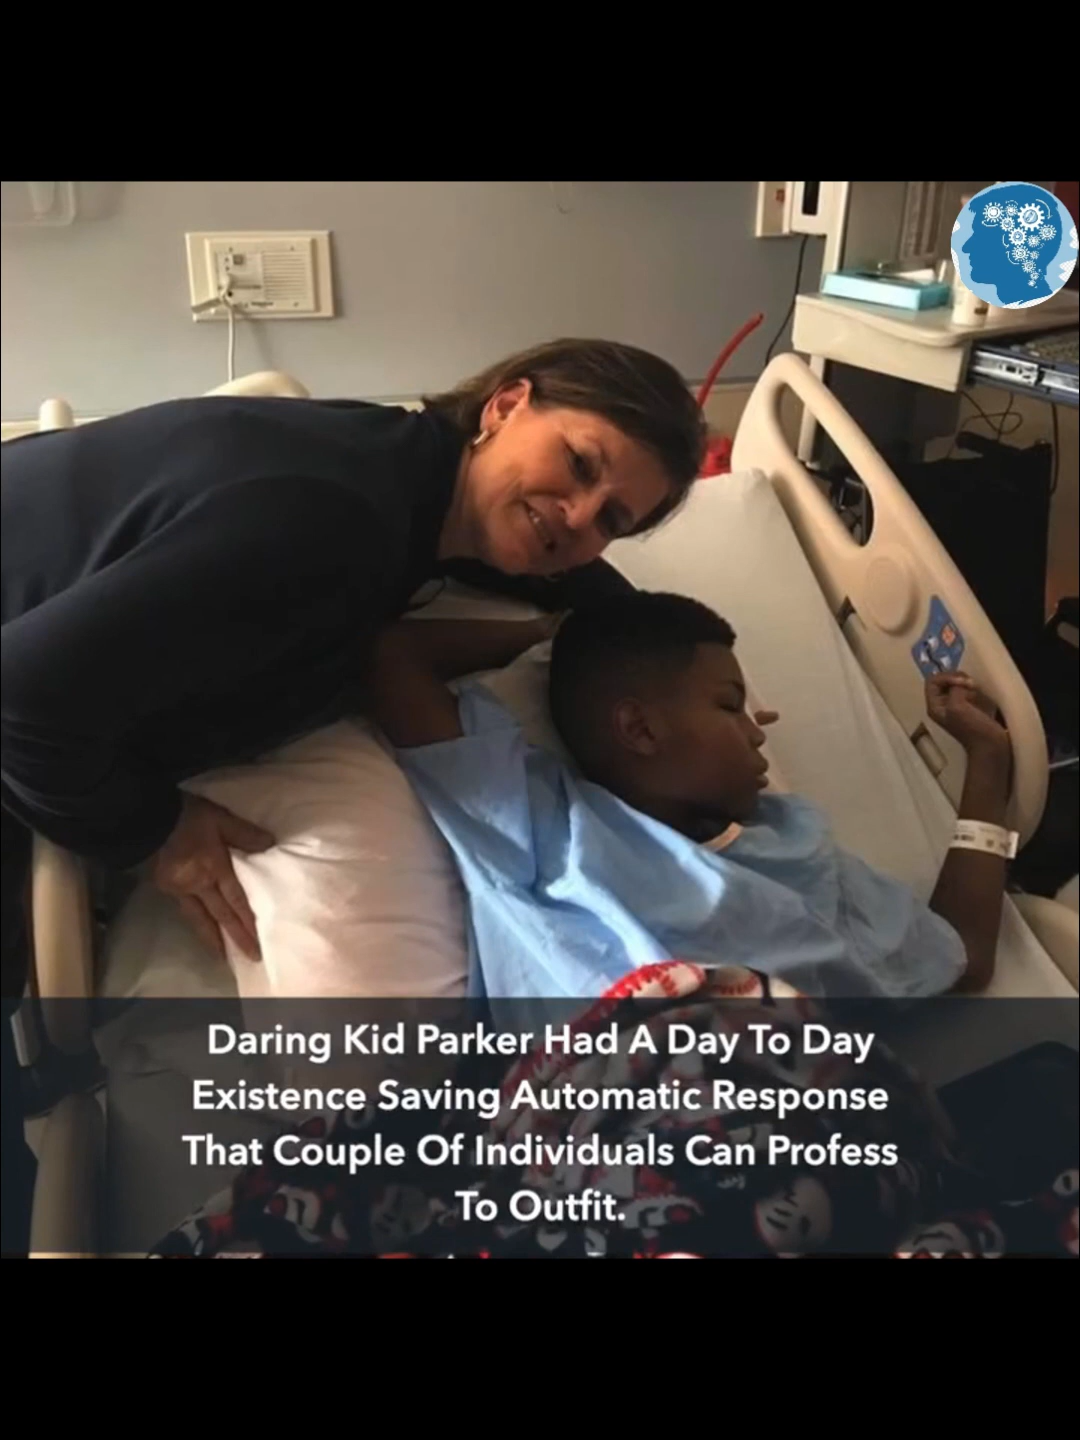 Daring Kid Parker Had A Day To Day
Existence Saving Automatic Response
That Couple Of Individuals Can Profess
To Outfit.